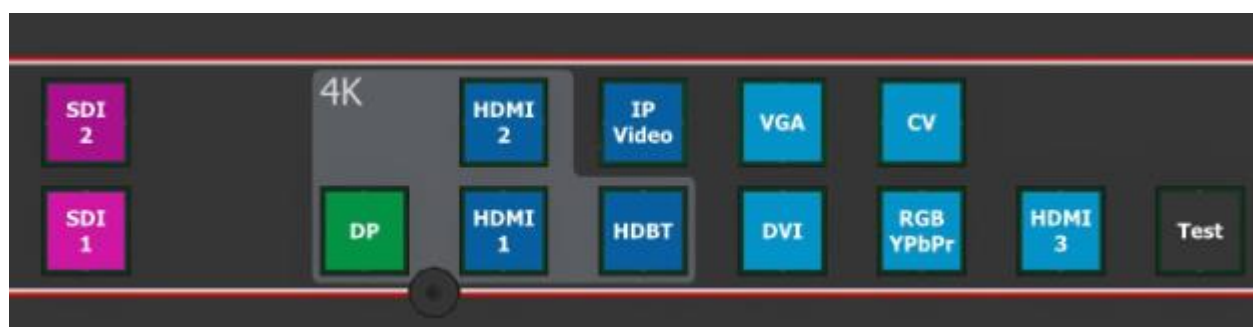 4K
SDI
2
HDMI
2
IP
Video
VGA
CV
SDI
1
DP
HDMI
1
HDBT
DVI
RGB
YPbPr
HDMI
3
Test